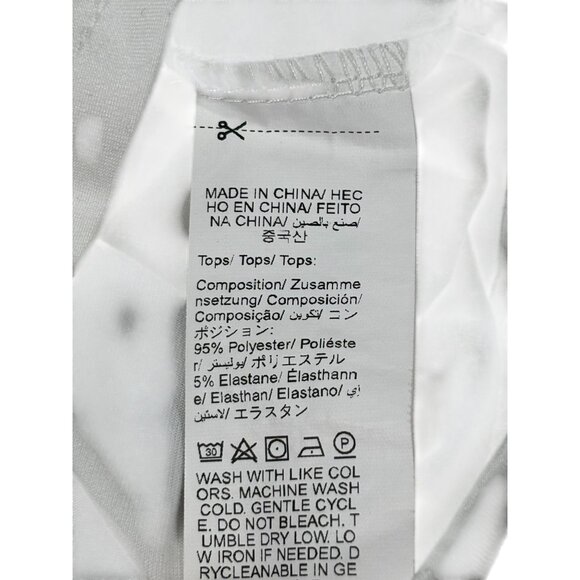 MADE IN CHINA/ HEC
HO EN CHINA/ FEITO
NA CHINA/ صنع بالصين/
중국산
Tops/ Tops/ Tops:
Composition/ Zusamme
nsetzung/ Composición/
Composição/ تكوين/ コン
ポジション:
95% Polyester/ Poliéste
r/ بوليستر/ ポリエステル
5% Elastane/ Élasthann
e/ Elasthan/ Elastano/ إي
لاستين/ エラスタン
30 P
WASH WITH LIKE COL
ORS. MACHINE WASH
COLD. GENTLE CYCL
E. DO NOT BLEACH. T
UMBLE DRY LOW. LO
W IRON IF NEEDED. D
RYCLEANABLE IN GE